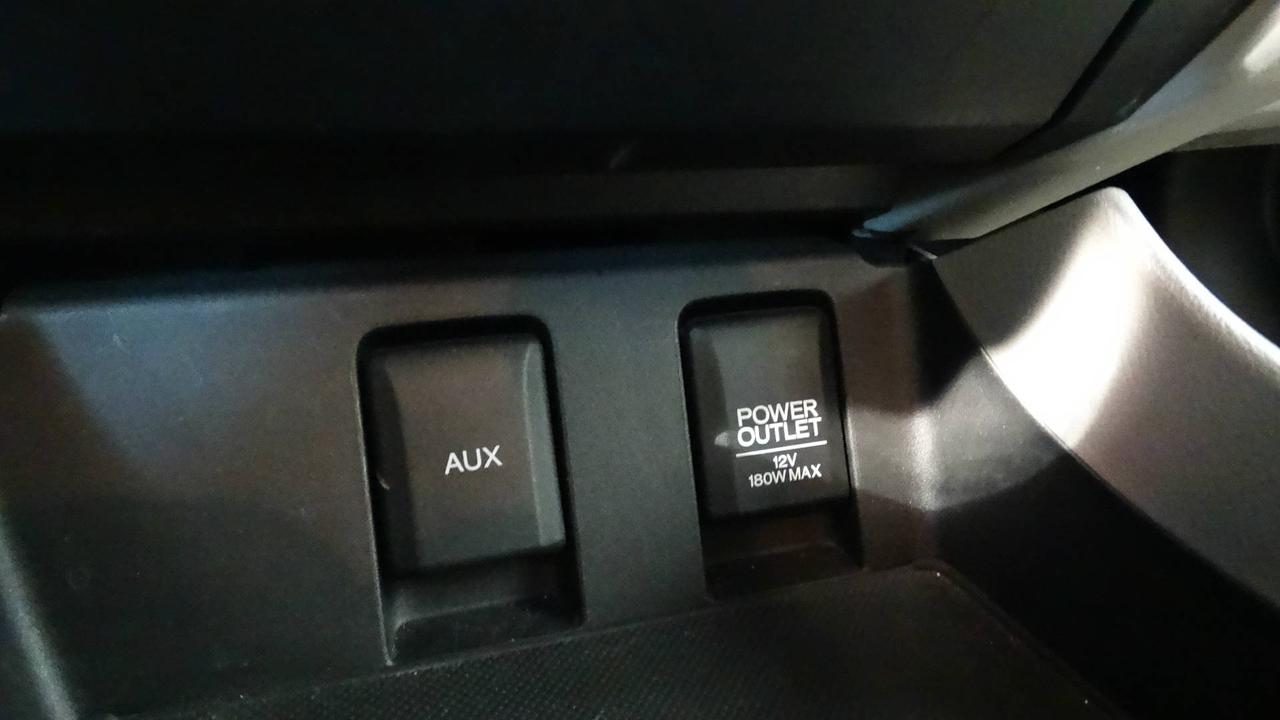 AUX
POWER
OUTLET
12V
180W MAX